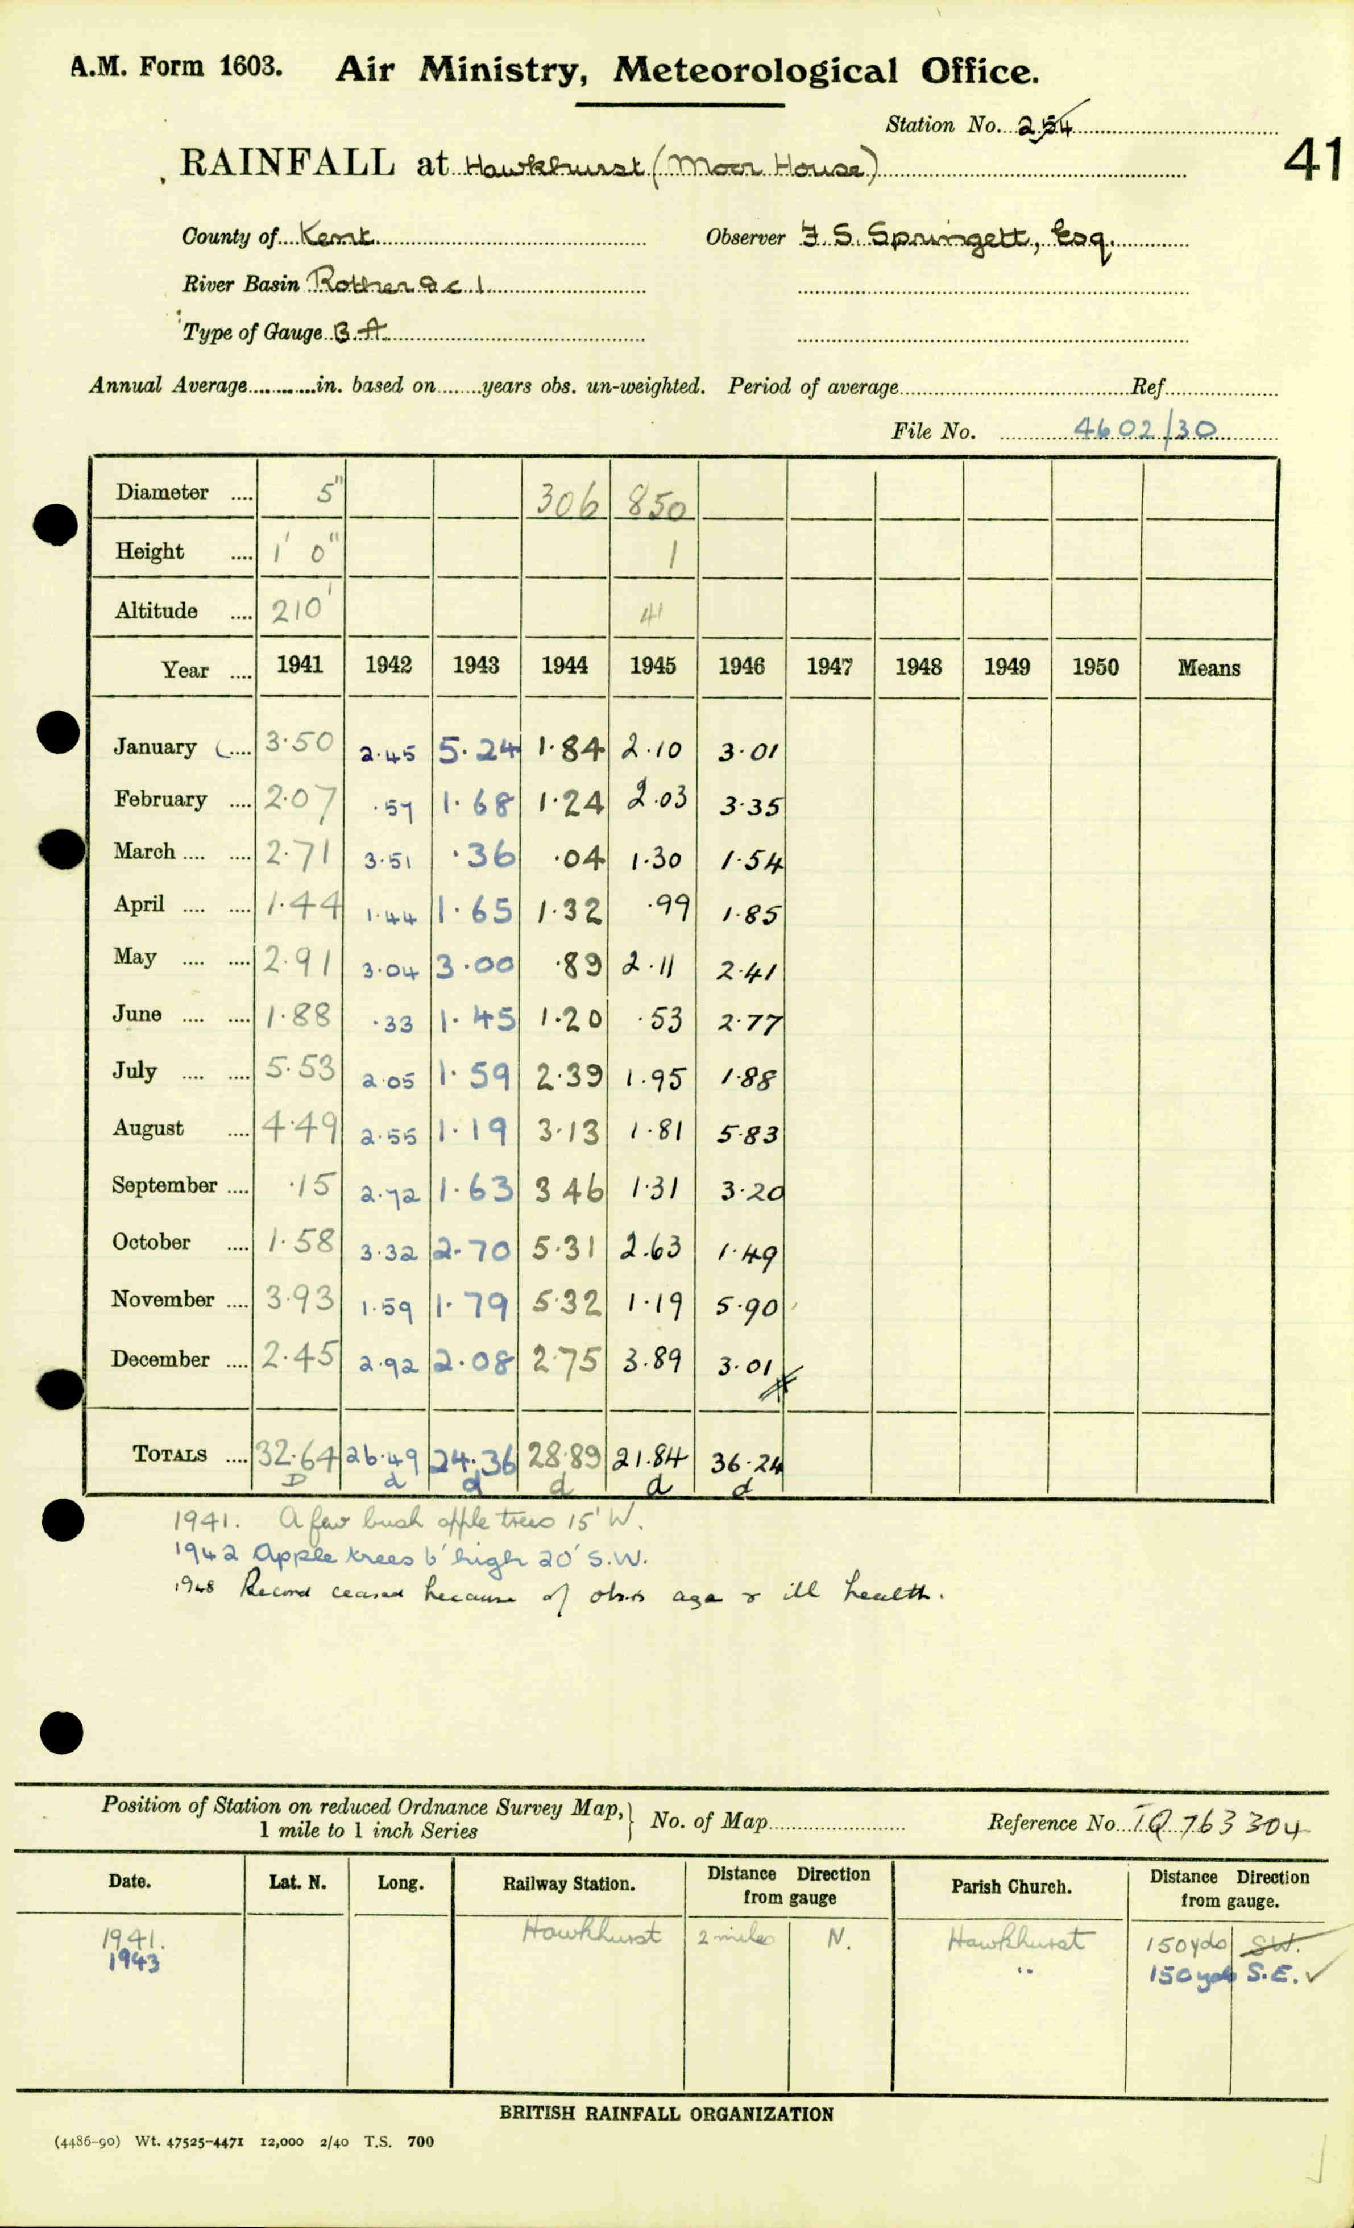 A.M. Form 1603. Air Ministry, Meteorological Office.
Station No. 254
41
RAINFALL at Hawkhurst (Moor House)
County of Kent Observer F. S. Springett, Esq.
River Basin Rother &c 1
Type of Gauge B.A.
Annual Average............in. based on........years obs. un-weighted. Period of average Ref.
File No. 4602/30
Diameter .... 5" 306 850
Height .... 1' 0" 1
Altitude .... 210' 41
Year .... 1941 1942 1943 1944 1945 1946 1947 1948 1949 1950 Means
January .... 3.50 2.45 5.24 1.84 2.10 3.01
February .... 2.07 .57 1.68 1.24 2.03 3.35
March .... .... 2.71 3.51 .36 .04 1.30 1.54
April .... .... 1.44 1.44 1.65 1.32 .99 1.85
May .... .... 2.91 3.04 3.00 .89 2.11 2.41
June .... .... 1.88 .33 1.45 1.20 .53 2.77
July .... .... 5.53 2.05 1.59 2.39 1.95 1.88
August .... 4.49 2.55 1.19 3.13 1.81 5.83
September .... .15 2.72 1.63 3 46 1.31 3.20
October .... 1.58 3.32 2.70 5.31 2.63 1.49
November .... 3.93 1.59 1.79 5.32 1.19 5.90
December .... 2.45 2.92 2.08 2.75 3.89 3.01
TOTALS .... 32.64 26.49 24.36 28.89 21.84 36.24
D d d d d d
1941. A few bush apple trees 15' W.
1942 Apple trees 6' high 20' S.W.
1948 Record ceased because of obs's age & ill health.
Position of Station on reduced Ordnance Survey Map,
1 mile to 1 inch Series
No. of Map Reference No. TQ 763 304
Date. Lat. N. Long. Railway Station. Distance Direction from gauge Parish Church. Distance Direction from gauge.
1941. Hawkhurst 2 miles N. Hawkhurst 150 yds S.W.
1943 " 150 yds S.E. ✓
BRITISH RAINFALL ORGANIZATION
(4486-90) Wt. 47525-4471 12,000 2/40 T.S. 700